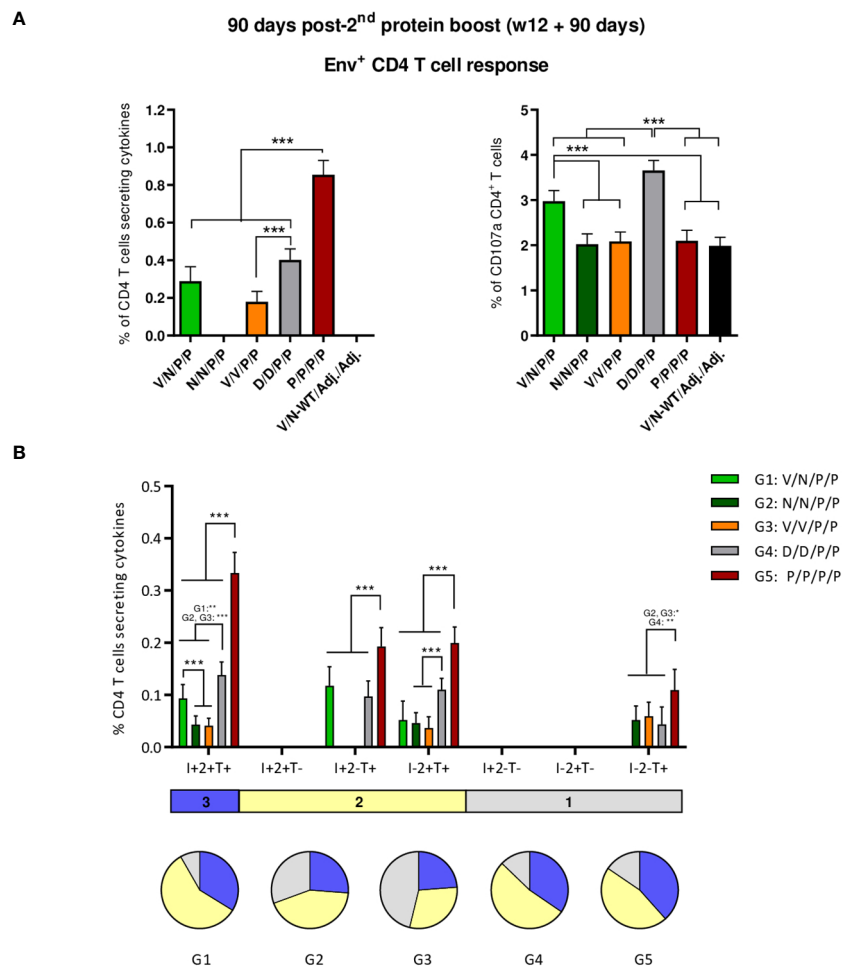 A
90 days post-2nd protein boost (w12 + 90 days)
Env+ CD4 T cell response
% of CD4 T cells secreting cytokines
1.2
1.0
0.8
0.6
0.4
0.2
0.0
***
***
V/N/P/P
N/N/P/P
V/V/P/P
D/D/P/P
P/P/P/P
V/N-WT/Adj./Adj.
% of CD107a CD4+ T cells
5
4
3
2
1
0
***
***
V/N/P/P
N/N/P/P
V/V/P/P
D/D/P/P
P/P/P/P
V/N-WT/Adj./Adj.
B
% CD4 T cells secreting cytokines
0.5
0.4
0.3
0.2
0.1
0.0
***
G1:**
G2, G3: ***
***
***
***
***
G2, G3:*
G4: **
I+2+T+
I+2+T-
I+2-T+
I-2+T+
I+2-T-
I-2+T-
I-2-T+
G1: V/N/P/P
G2: N/N/P/P
G3: V/V/P/P
G4: D/D/P/P
G5: P/P/P/P
3
2
1
G1
G2
G3
G4
G5